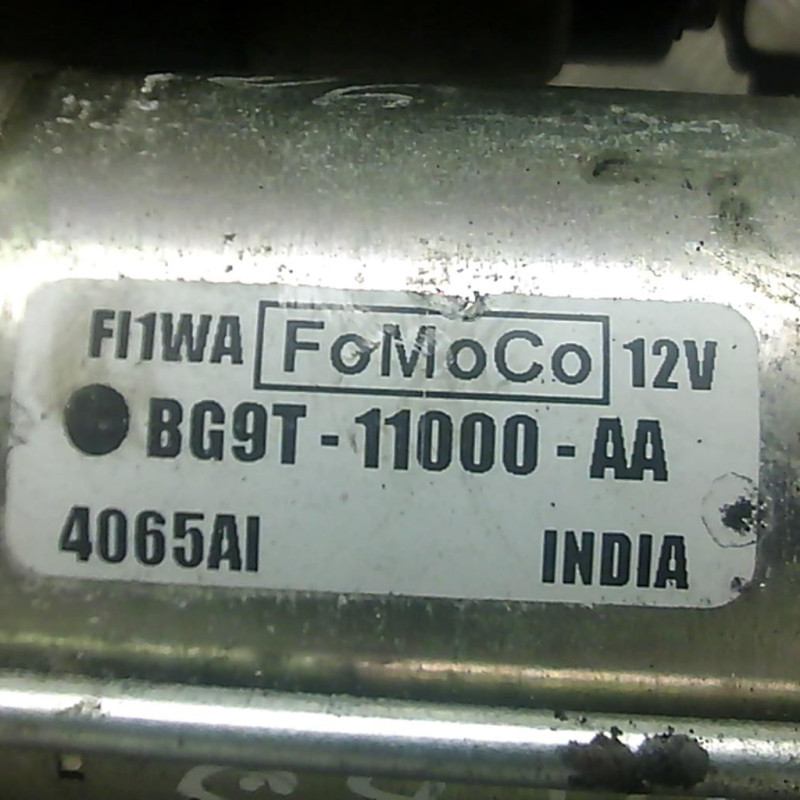 FI1WA FoMoCo 12V
BG9T-11000-AA
4065AI INDIA